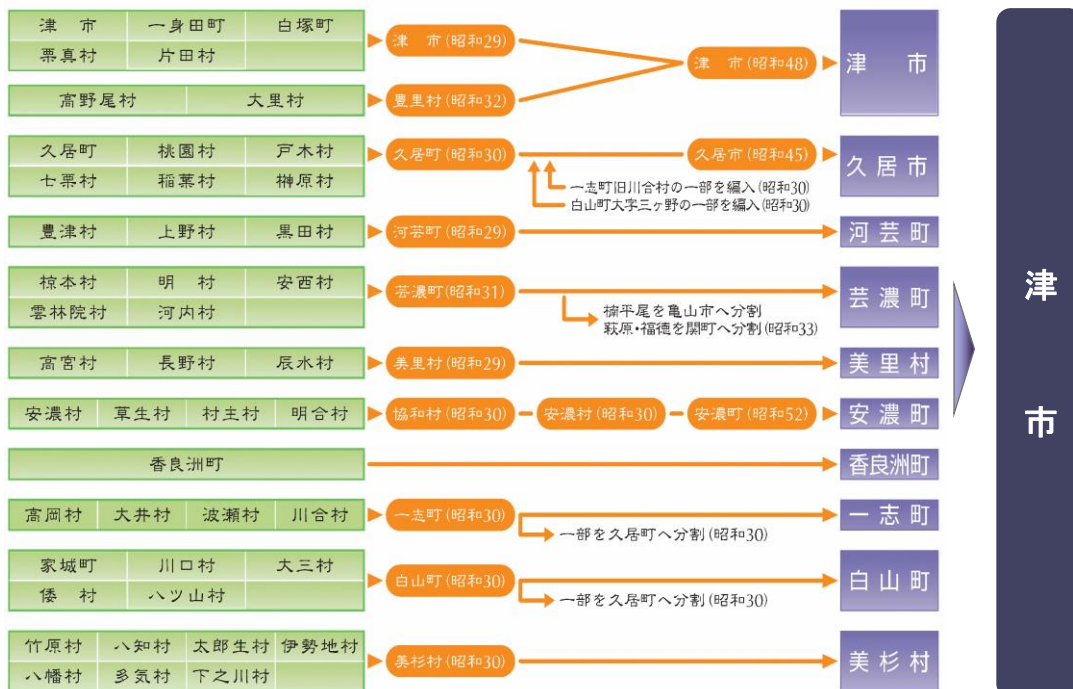 津　市　一身田町　白塚町
栗真村　片田村
津　市(昭和29)
津　市(昭和48)
津　市
高野尾村　大里村
豊里村(昭和32)
久居町　桃園村　戸木村
七栗村　稲葉村　榊原村
久居町(昭和30)
久居市(昭和45)
久居市
一志町旧川合村の一部を編入(昭和30)
白山町大字三ヶ野の一部を編入(昭和30)
豊津村　上野村　黒田村
河芸町(昭和29)
河芸町
椋本村　明　村　安西村
雲林院村　河内村
芸濃町(昭和31)
芸濃町
楠平尾を亀山市へ分割
萩原・福徳を関町へ分割(昭和33)
高宮村　長野村　辰水村
美里村(昭和29)
美里村
安濃村　草生村　村主村　明合村
協和村(昭和30)
安濃村(昭和30)
安濃町(昭和52)
安濃町
香良洲町
香良洲町
高岡村　大井村　波瀬村　川合村
一志町(昭和30)
一志町
一部を久居町へ分割(昭和30)
家城町　川口村　大三村
倭　村　八ツ山村
白山町(昭和30)
白山町
一部を久居町へ分割(昭和30)
竹原村　八知村　太郎生村　伊勢地村
八幡村　多気村　下之川村
美杉村(昭和30)
美杉村
津市